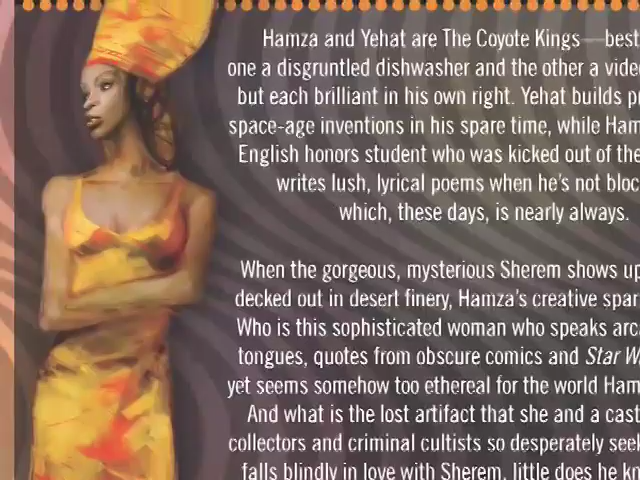 Hamza and Yehat are The Coyote Kings—best
one a disgruntled dishwasher and the other a vide
but each brilliant in his own right. Yehat builds p
space-age inventions in his spare time, while Ham
English honors student who was kicked out of the
writes lush, lyrical poems when he's not bloc
which, these days, is nearly always.
When the gorgeous, mysterious Sherem shows up
decked out in desert finery, Hamza's creative spar
Who is this sophisticated woman who speaks arc
tongues, quotes from obscure comics and Star W
yet seems somehow too ethereal for the world Ham
And what is the lost artifact that she and a cast
collectors and criminal cultists so desperately seek
falls blindly in love with Sherem, little does he kn